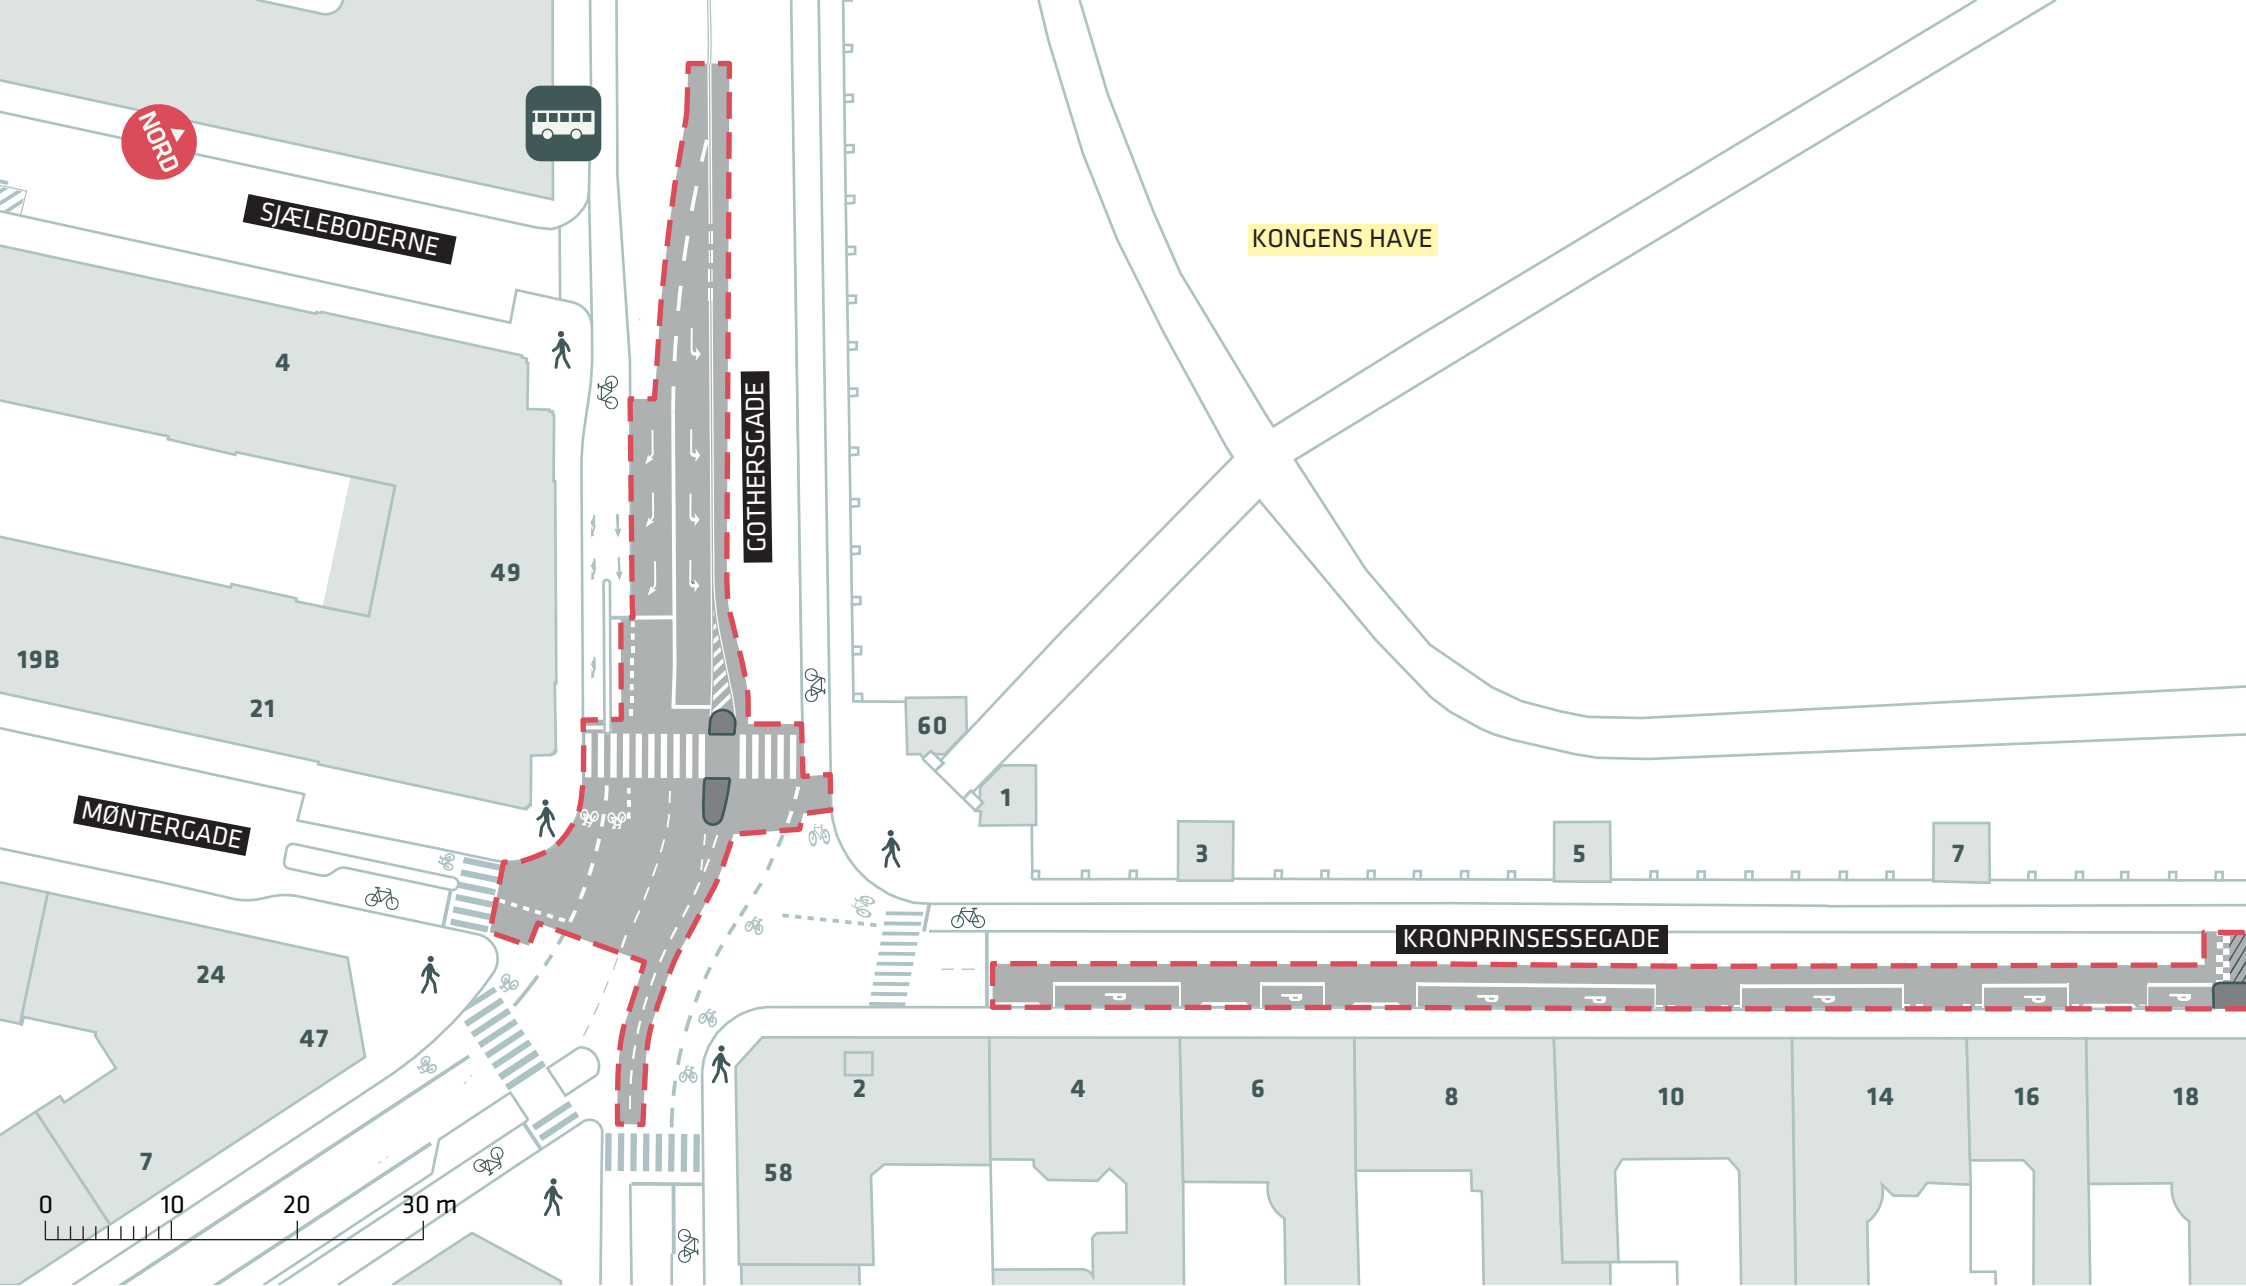 NORD
SJÆLEBODERNE
KONGENS HAVE
4
GOTHERSGADE
49
19B
21
60
1
MØNTERGADE
3
5
7
KRONPRINSESSEGADE
24
47
2
4
6
8
10
14
16
18
7
58
0 10 20 30 m
P
P
P
P
P
P
P